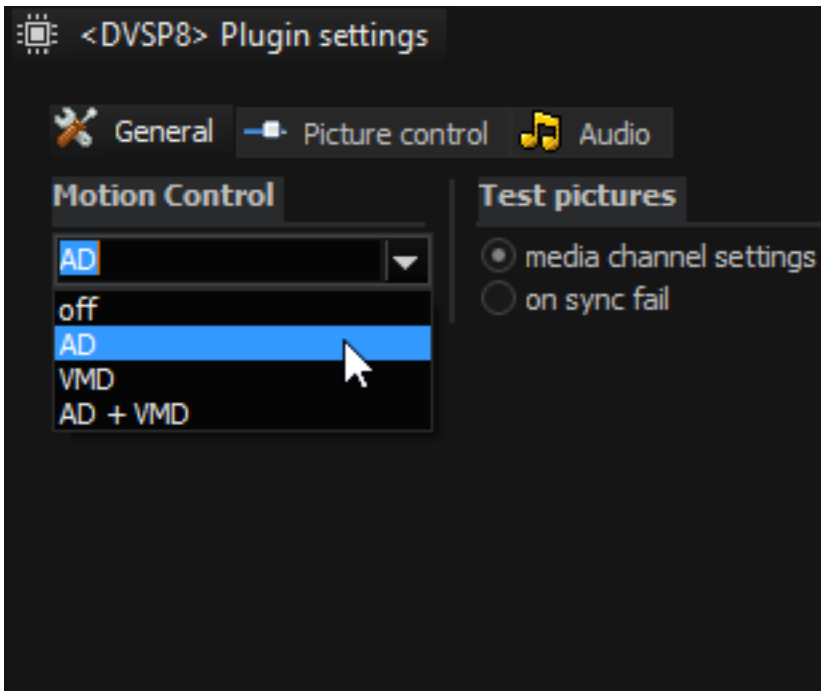 <DVSP8> Plugin settings
General Picture control Audio
Motion Control
AD
off
AD
VMD
AD + VMD
Test pictures
media channel settings
on sync fail